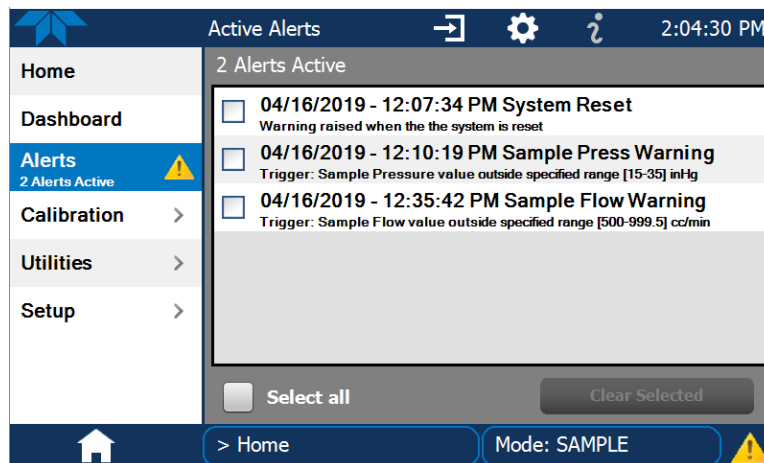 Active Alerts
2:04:30 PM
Home
Dashboard
Alerts
2 Alerts Active
Calibration
Utilities
Setup
2 Alerts Active
04/16/2019 - 12:07:34 PM System Reset
Warning raised when the the system is reset
04/16/2019 - 12:10:19 PM Sample Press Warning
Trigger: Sample Pressure value outside specified range [15-35] inHg
04/16/2019 - 12:35:42 PM Sample Flow Warning
Trigger: Sample Flow value outside specified range [500-999.5] cc/min
Select all
Clear Selected
> Home
Mode: SAMPLE